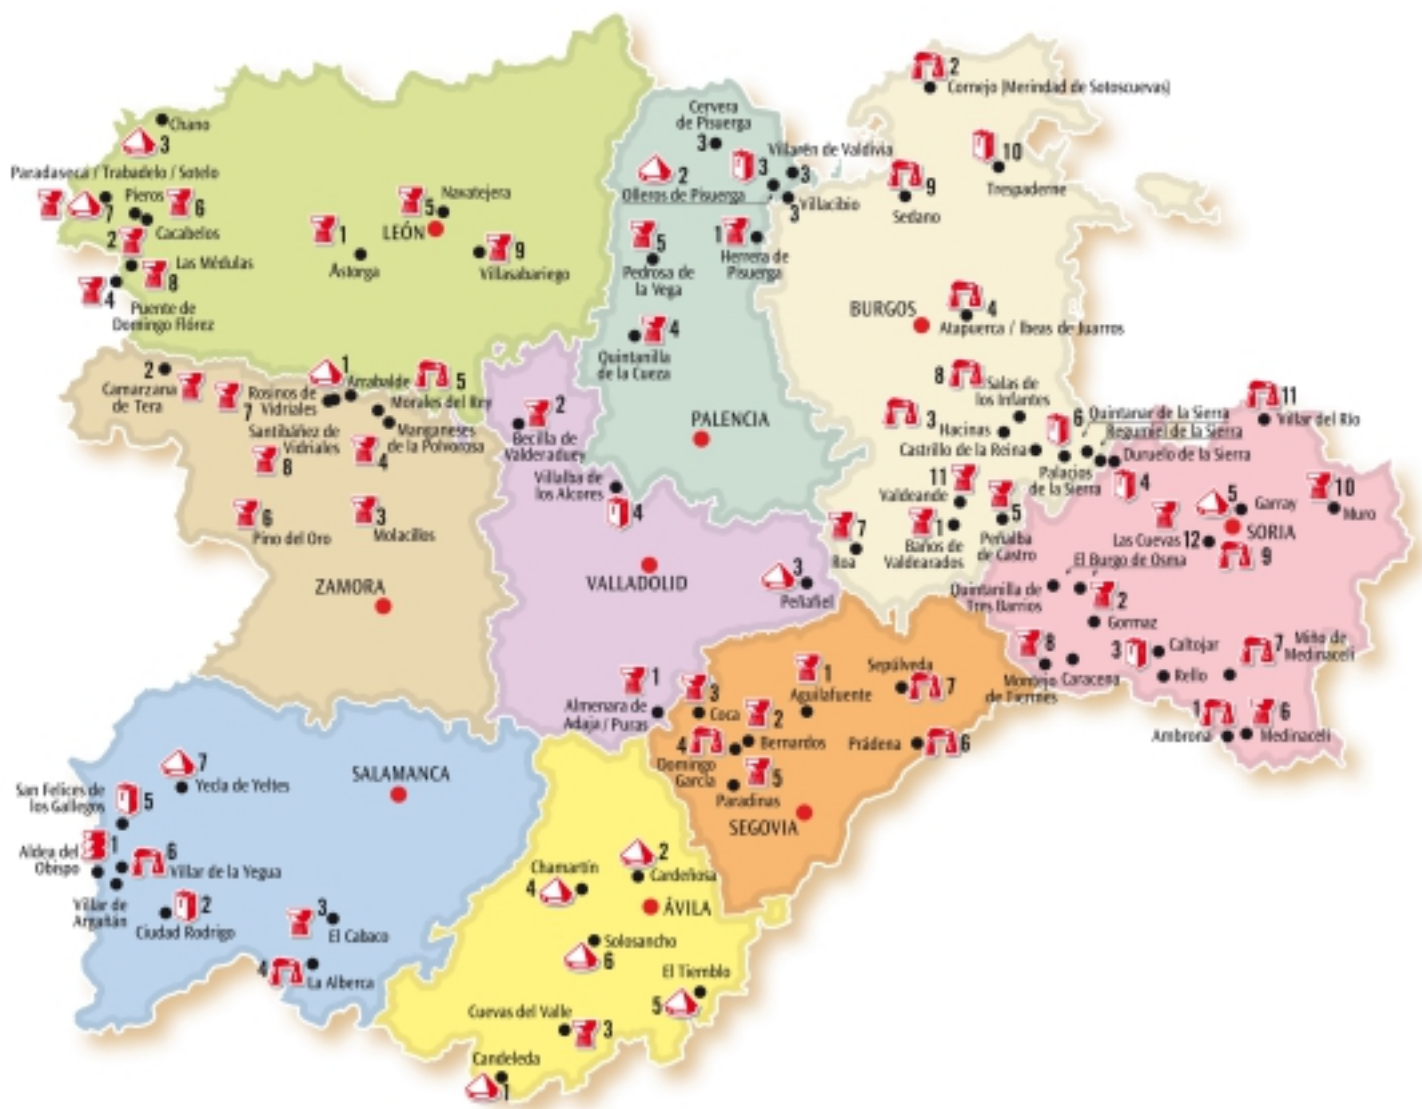 2
Cornejo (Merindad de Sotoscuevas)
Chano
3
Paradaseca / Trabadelo / Sotelo
Pieros
7
6
Cacabelos
2
Las Médulas
8
4
Puente de
Domingo Flórez
1
Astorga
Navatejera
5
LEÓN
9
Villasabariego
Cervera
de Pisuerga
3
Villarén de Valdivia
2
3
3
Olleros de Pisuerga
Villacibio
3
5
Pedrosa de
la Vega
1
Herrera de
Pisuerga
4
Quintanilla
de la Cueza
PALENCIA
10
Trespaderne
9
Sedano
BURGOS
4
Atapuerca / Ibeas de Juarros
8
Salas de
los Infantes
3
Hacinas
Castrillo de la Reina
6
Quintanar de la Sierra
Regumiel de la Sierra
Duruelo de la Sierra
Palacios
de la Sierra
11
Valdeande
1
Baños de
Valdearados
5
Peñalba
de Castro
7
Roa
11
Villar del Río
4
5
Garray
10
Muro
SORIA
Las Cuevas
12
9
El Burgo de Osma
Quintanilla de
Tres Barrios
2
Gormaz
8
Montejo
de Tiermes
Caracena
3
Caltojar
Rello
7
Miño de
Medinaceli
1
Ambrona
6
Medinaceli
2
Camarzana
de Tera
7
Rosinos de
Vidriales
1
Arrabalde
5
Morales del Rey
Manganeses
de la Polvorosa
Santibáñez de
Vidriales
8
4
6
Pino del Oro
3
Molacillos
ZAMORA
2
Becilla de
Valderaduey
Villalba de
los Alcores
4
VALLADOLID
3
Peñafiel
1
Almenara de
Adaja / Puras
3
Coca
2
Bernardos
4
Domingo
García
5
Paradinas
SEGOVIA
1
Aguilafuente
Sepúlveda
7
Prádena
6
7
Yecla de Yeltes
SALAMANCA
San Felices de
los Gallegos
5
Aldea del
Obispo
1
6
Villar de la Yegua
Villar de
Argañán
2
Ciudad Rodrigo
3
El Cabaco
4
La Alberca
2
Cardeñosa
Chamartín
4
ÁVILA
Solosancho
6
El Tiemblo
5
Cuevas del Valle
3
Candeleda
1